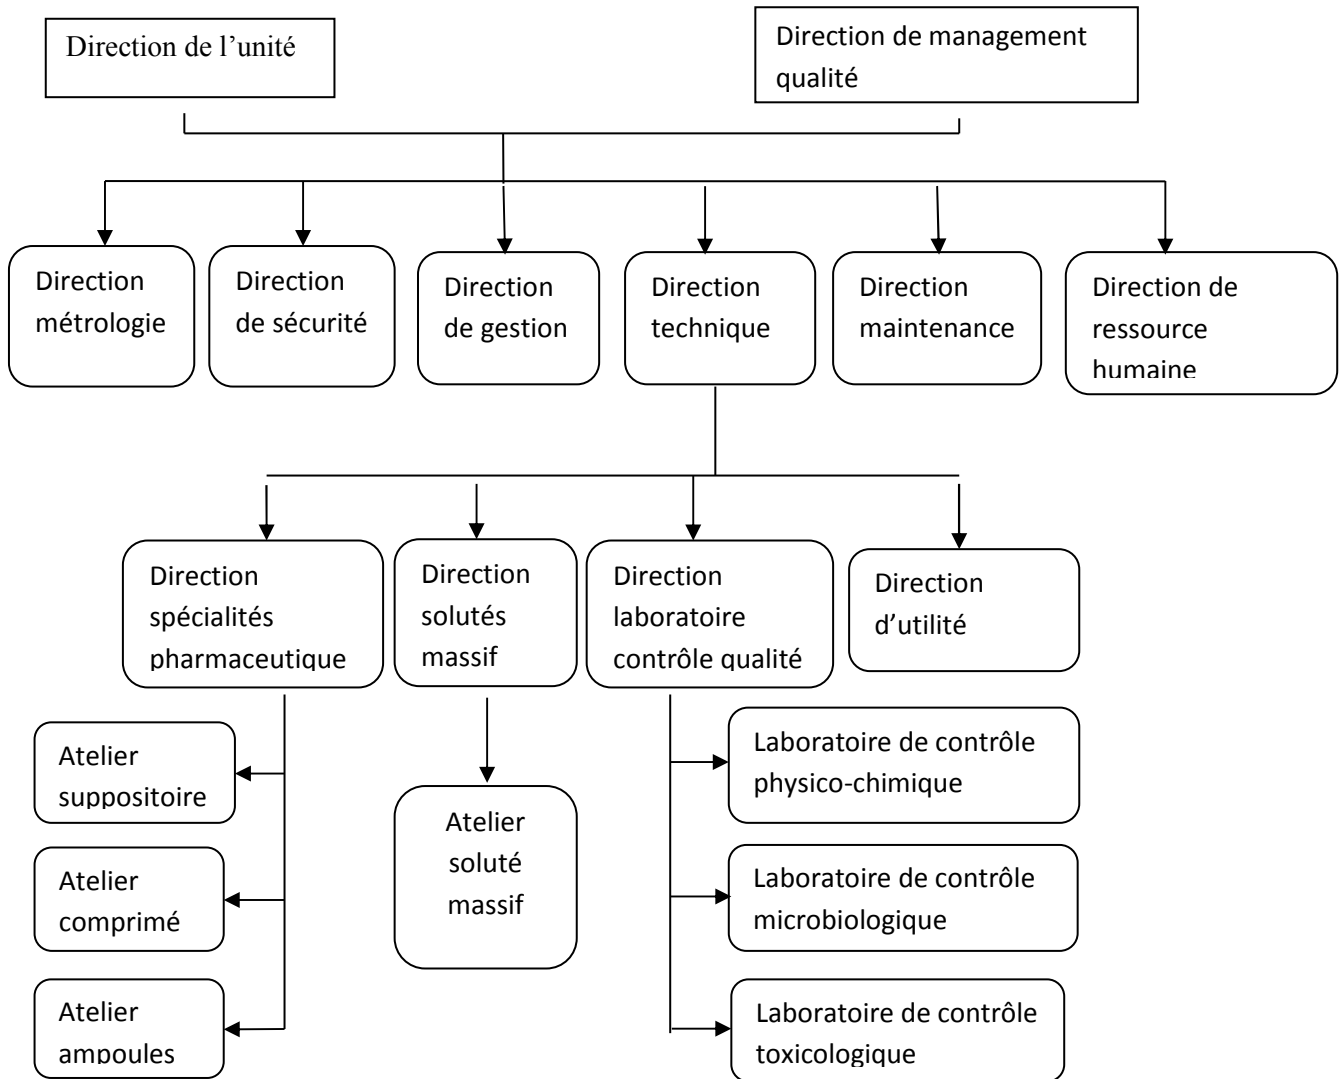 Direction de l’unité
Direction de management
qualité
Direction
métrologie
Direction
de sécurité
Direction
de gestion
Direction
technique
Direction
maintenance
Direction de
ressource
humaine
Direction
spécialités
pharmaceutique
Direction
solutés
massif
Direction
laboratoire
contrôle qualité
Direction
d’utilité
Atelier
suppositoire
Atelier
comprimé
Atelier
ampoules
Atelier
soluté
massif
Laboratoire de contrôle
physico-chimique
Laboratoire de contrôle
microbiologique
Laboratoire de contrôle
toxicologique